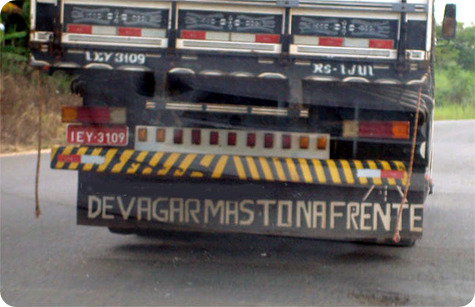 IEY 3109
RS-IJUI
IEY-3109
DEVAGAR MAS TO NA FRENTE